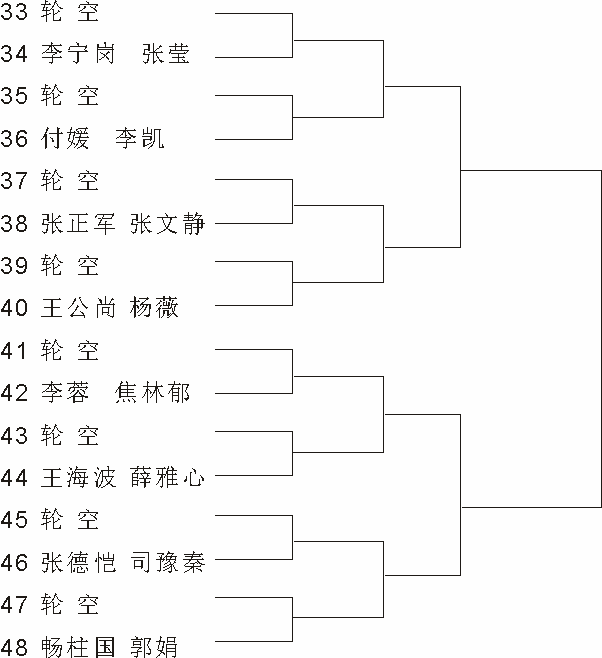 33 轮 空
34 李宁岗 张莹
35 轮 空
36 付媛 李凯
37 轮 空
38 张正军 张文静
39 轮 空
40 王公尚 杨薇
41 轮 空
42 李蓉 焦林郁
43 轮 空
44 王海波 薛雅心
45 轮 空
46 张德恺 司豫秦
47 轮 空
48 畅柱国 郭娟